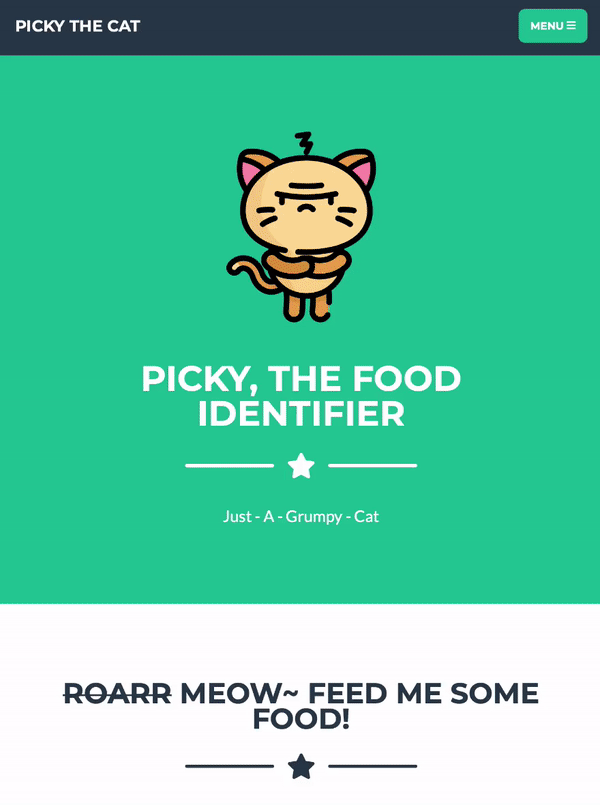 PICKY THE CAT
MENU
PICKY, THE FOOD
IDENTIFIER
Just - A - Grumpy - Cat
ROARR MEOW~ FEED ME SOME
FOOD!